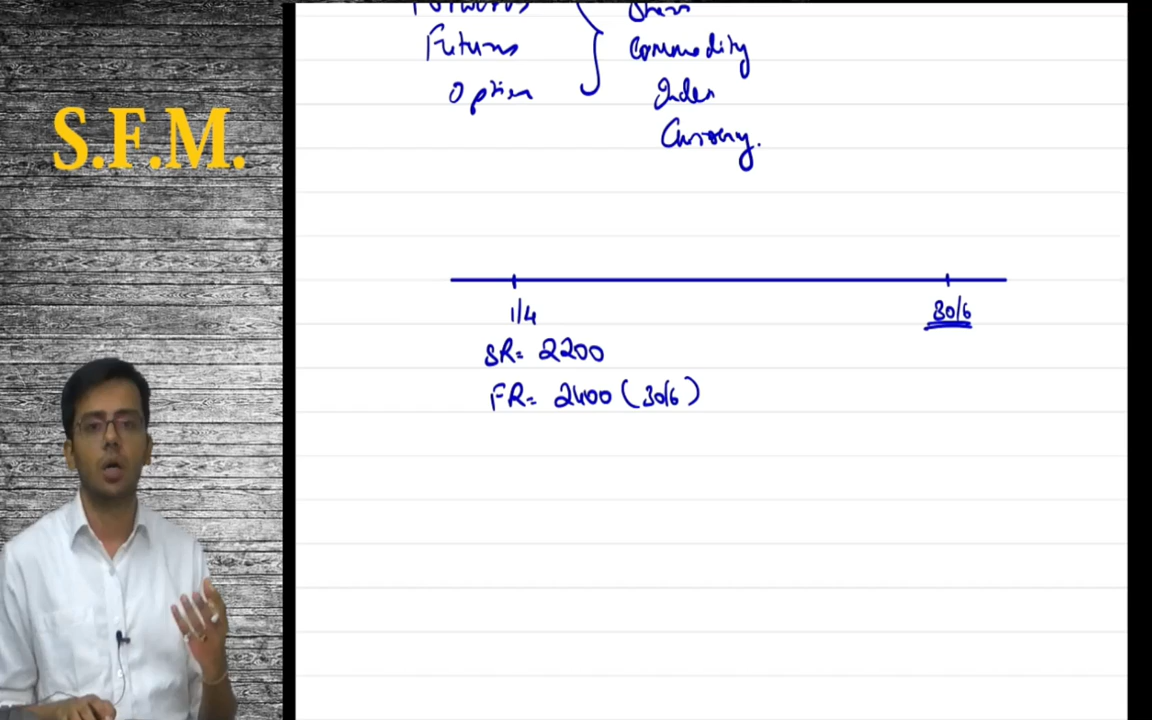 S.F.M.
Futures
Commodity
Option
Index
Currency.
1/4
30/6
SR= 2200
FR= 2400 (30/6)